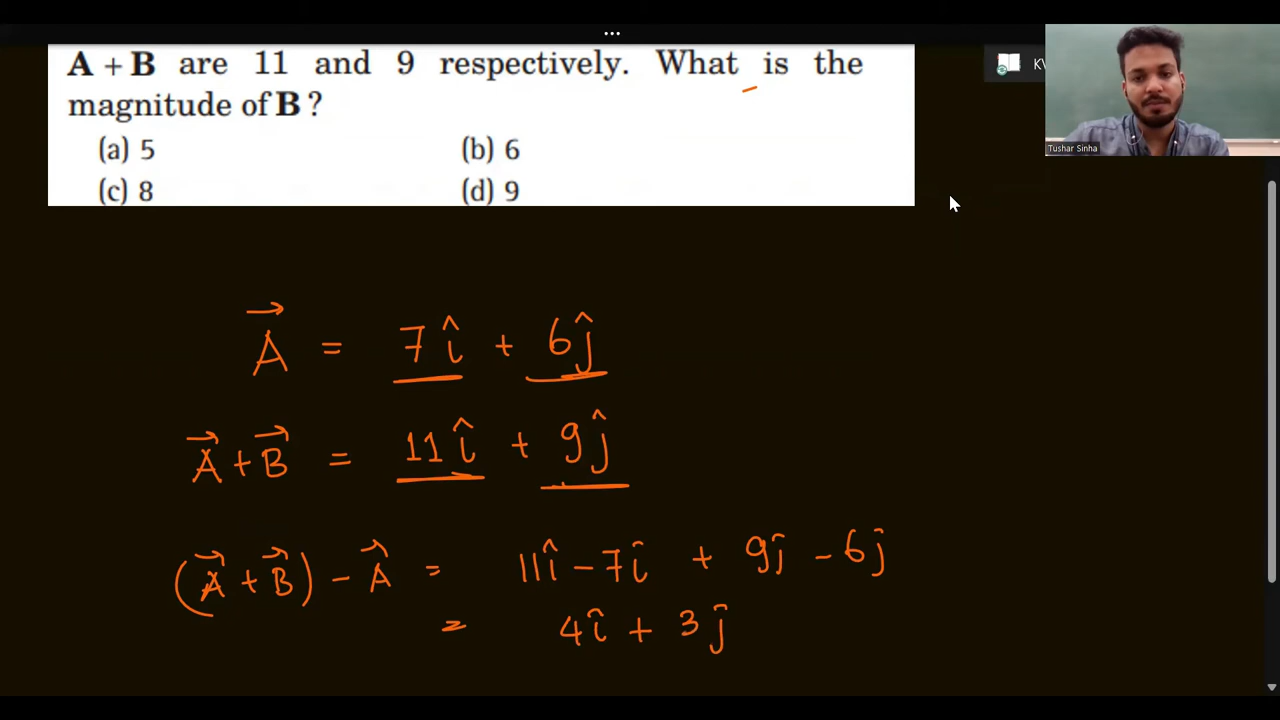 A + B are 11 and 9 respectively. What is the
magnitude of B ?
(a) 5 (b) 6
(c) 8 (d) 9
KV
Tushar Sinha
A⃗ = 7î + 6ĵ
A⃗ + B⃗ = 11î + 9ĵ
(A⃗ + B⃗) - A⃗ = 11î - 7î + 9ĵ - 6ĵ
= 4î + 3ĵ